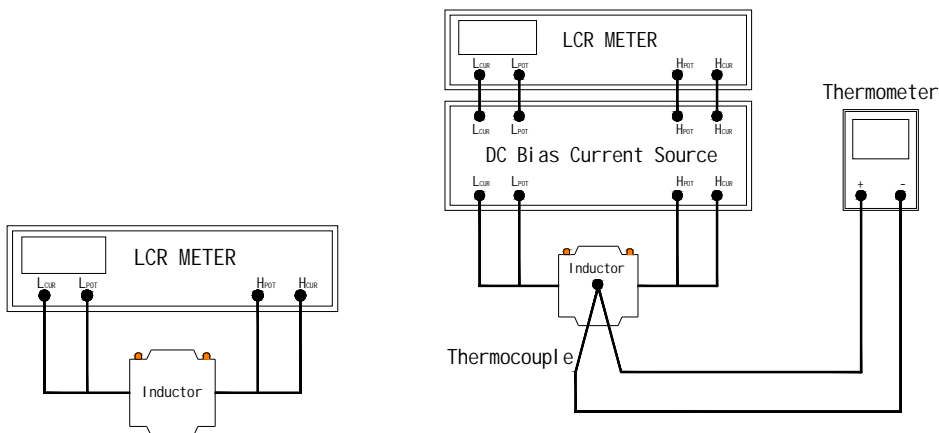 LCR METER
LCUR LPOT HPOT HCUR
Inductor
LCR METER
LCUR LPOT HPOT HCUR
LCUR LPOT HPOT HCUR
DC Bias Current Source
LCUR LPOT HPOT HCUR
Inductor
Thermocouple
Thermometer
+ -